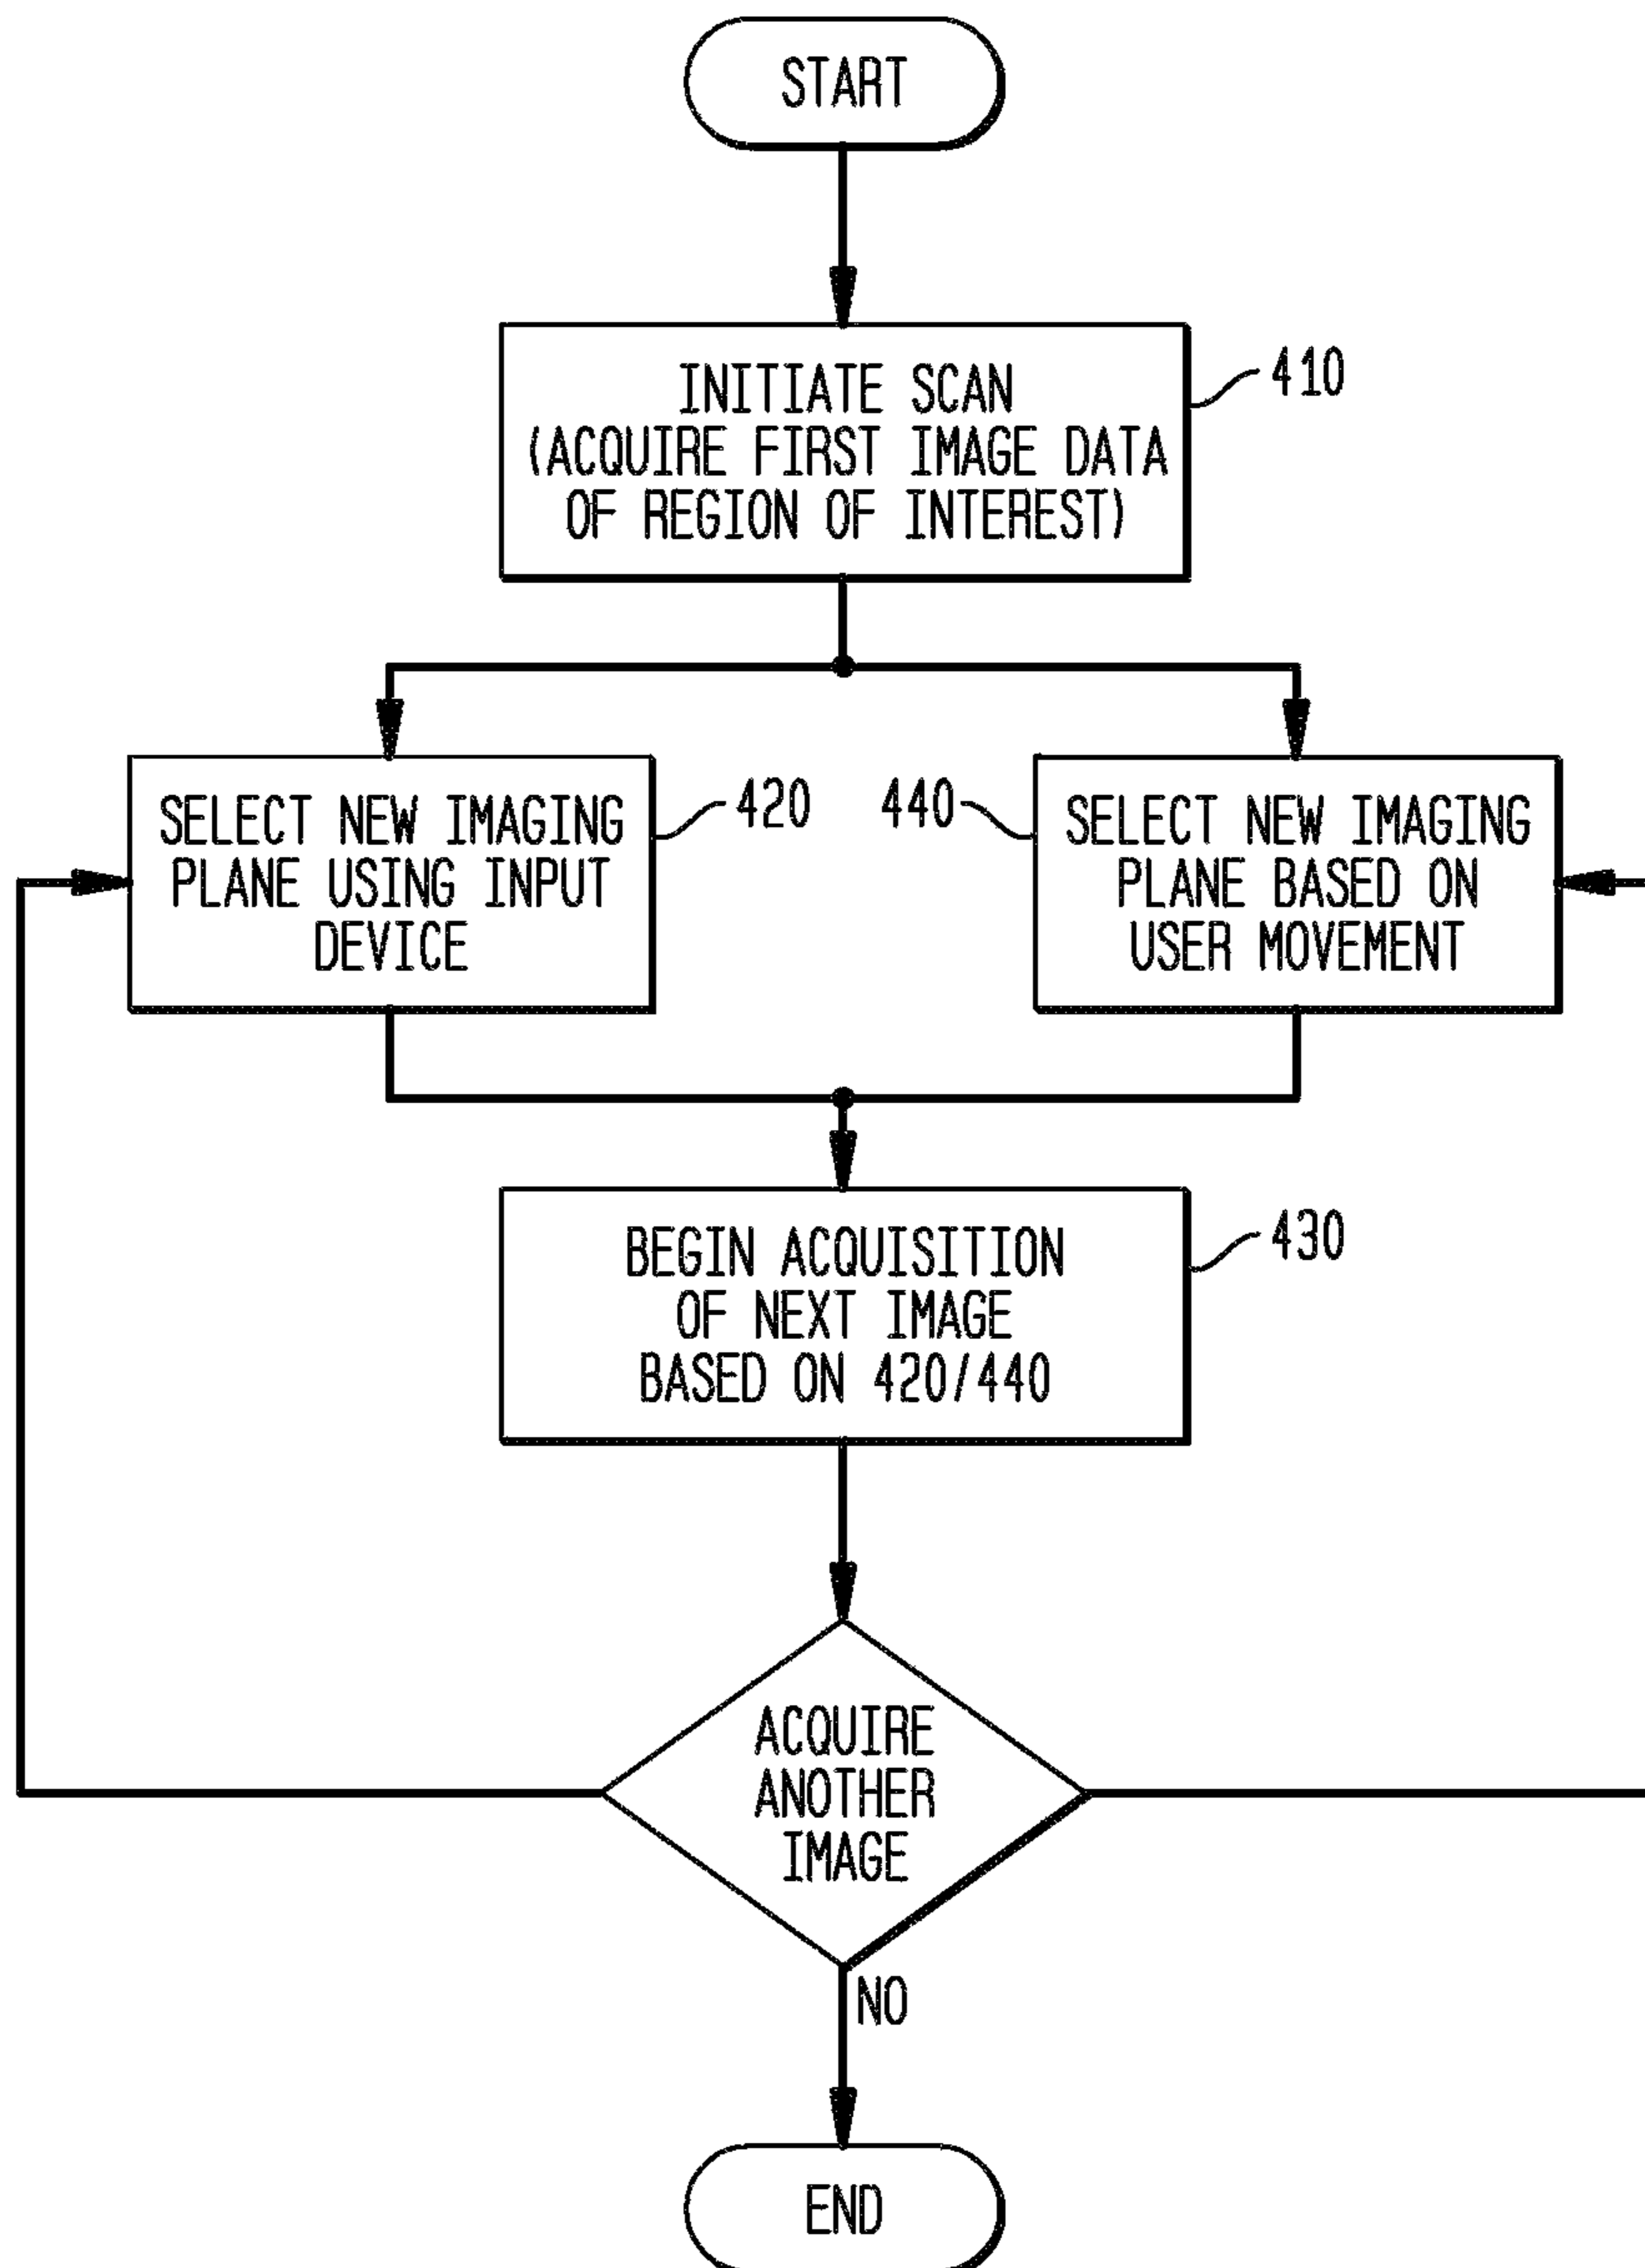 START
INITIATE SCAN
(ACQUIRE FIRST IMAGE DATA
OF REGION OF INTEREST)
410
SELECT NEW IMAGING
PLANE USING INPUT
DEVICE
420
440
SELECT NEW IMAGING
PLANE BASED ON
USER MOVEMENT
BEGIN ACQUISITION
OF NEXT IMAGE
BASED ON 420/440
430
ACQUIRE
ANOTHER
IMAGE
NO
END